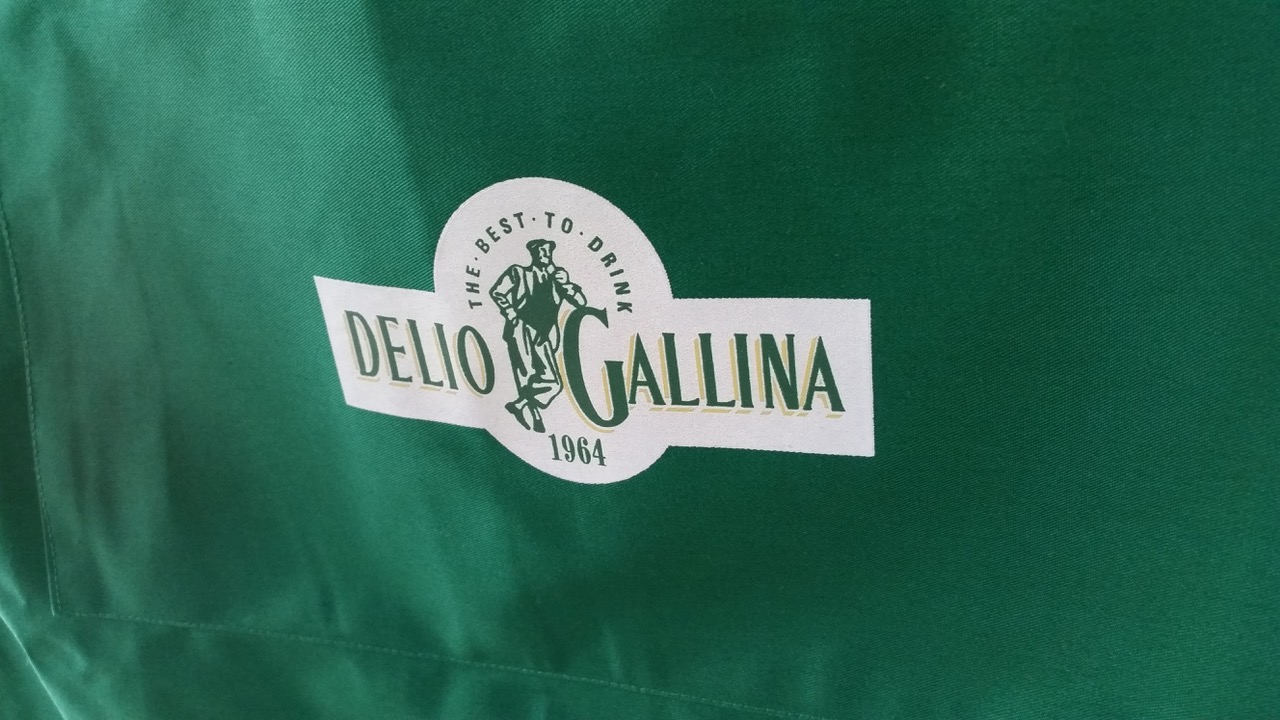 THE · BEST · TO · DRINK
DELIO GALLINA
1964